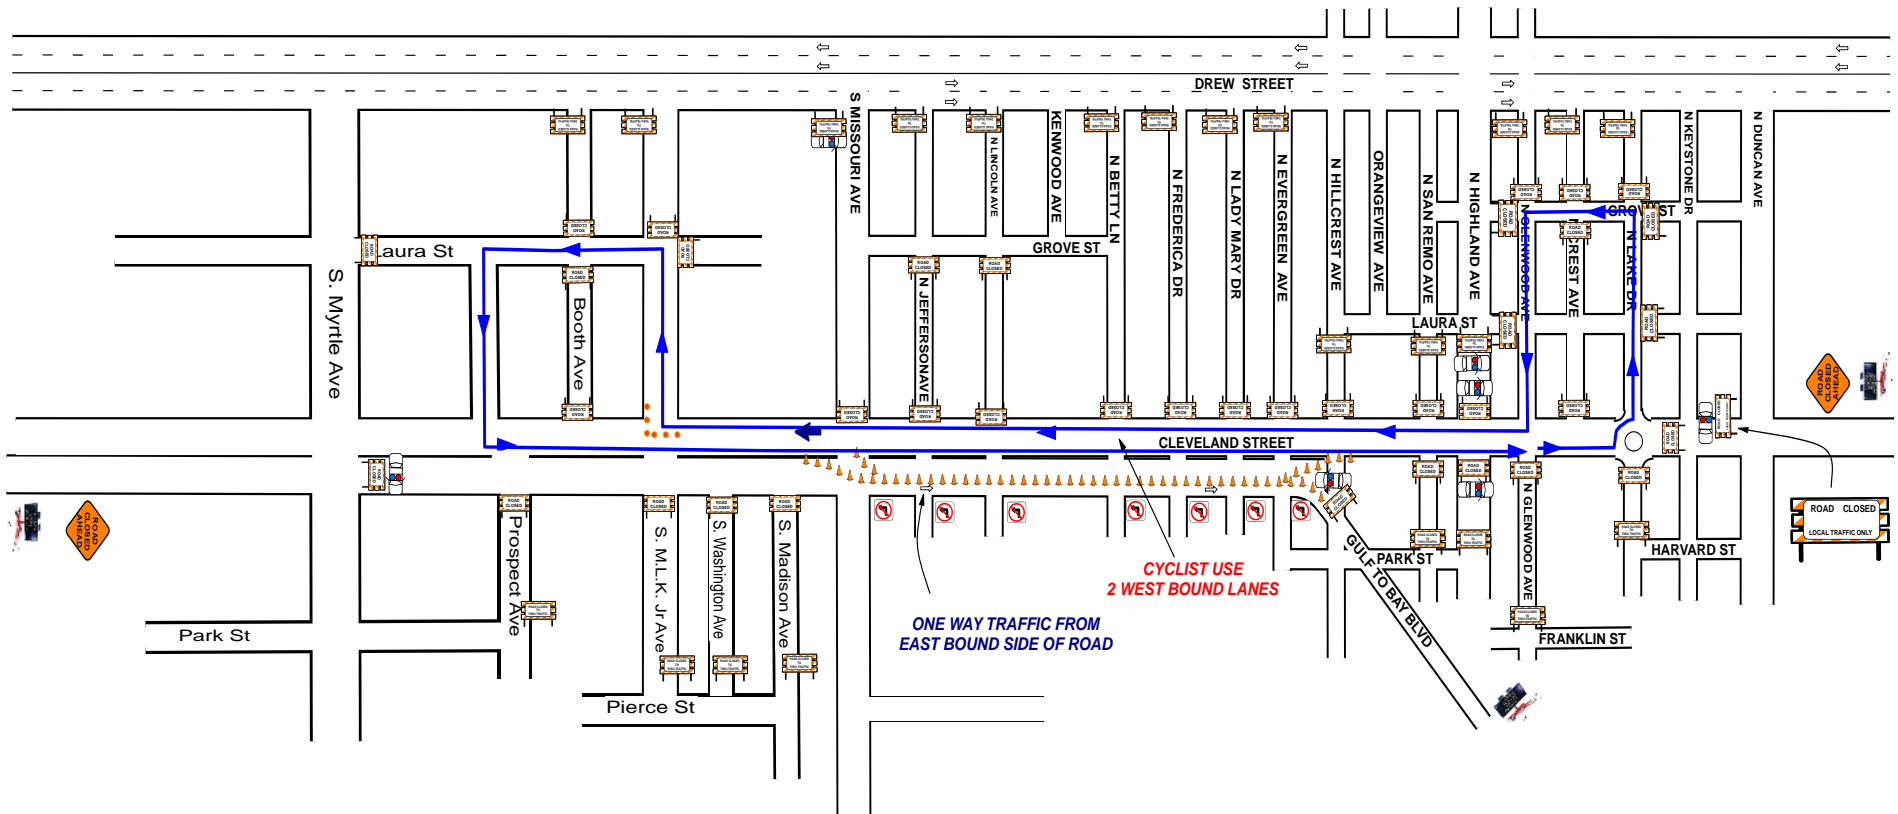 DREW STREET
S MISSOURI AVE
N LINCOLN AVE
KENWOOD AVE
N BETTY LN
N FREDERICA DR
N LADY MARY DR
N EVERGREEN AVE
N HILLCREST AVE
ORANGEVIEW AVE
N SAN REMO AVE
N HIGHLAND AVE
N GLENWOOD AVE
CREST AVE
N LAKE DR
N KEYSTONE DR
N DUNCAN AVE
GROV ST
Laura St
GROVE ST
S. Myrtle Ave
Booth Ave
N JEFFERSON AVE
LAURA ST
ROAD
CLOSED
AHEAD
CLEVELAND STREET
ROAD
CLOSED
AHEAD
Prospect Ave
S. M.L.K. Jr Ave
S. Washington Ave
S. Madison Ave
N GLENWOOD AVE
GULF TO BAY BLVD
PARK ST
HARVARD ST
ROAD CLOSED
LOCAL TRAFFIC ONLY
CYCLIST USE
2 WEST BOUND LANES
ONE WAY TRAFFIC FROM
EAST BOUND SIDE OF ROAD
Park St
FRANKLIN ST
Pierce St